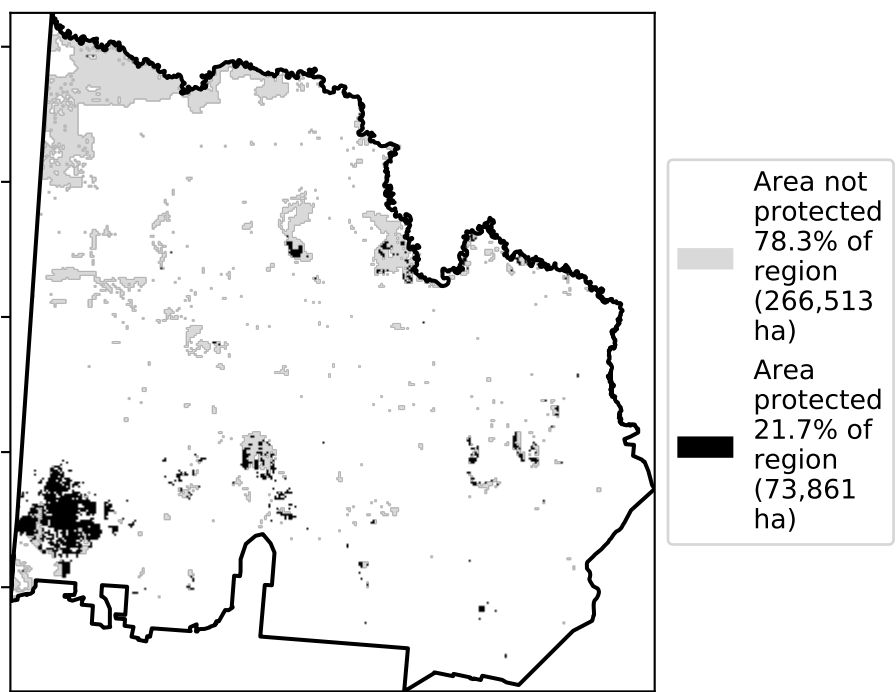 Area not
protected
78.3% of
region
(266,513
ha)
Area
protected
21.7% of
region
(73,861
ha)